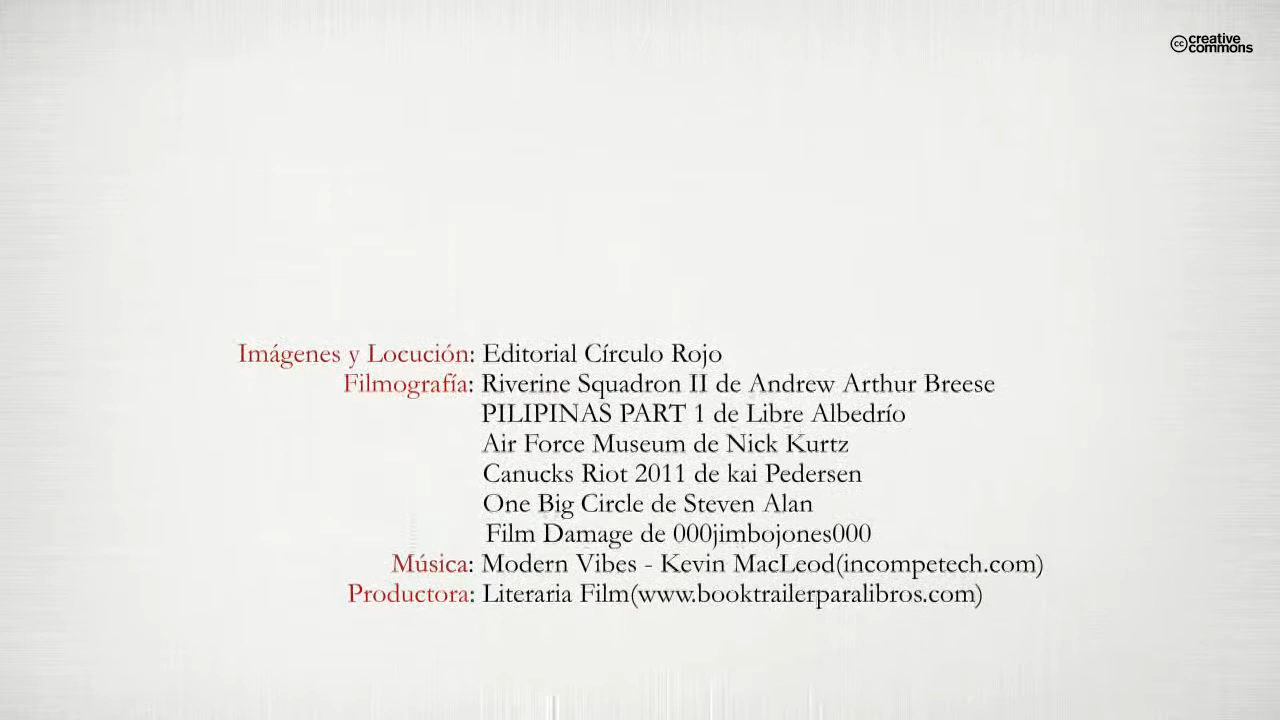 cc creative
commons
Imágenes y Locución: Editorial Círculo Rojo
Filmografía: Riverine Squadron II de Andrew Arthur Breese
PILIPINAS PART 1 de Libre Albedrío
Air Force Museum de Nick Kurtz
Canucks Riot 2011 de kai Pedersen
One Big Circle de Steven Alan
Film Damage de 000jimbojones000
Música: Modern Vibes - Kevin MacLeod(incompetech.com)
Productora: Literaria Film(www.booktrailerparalibros.com)